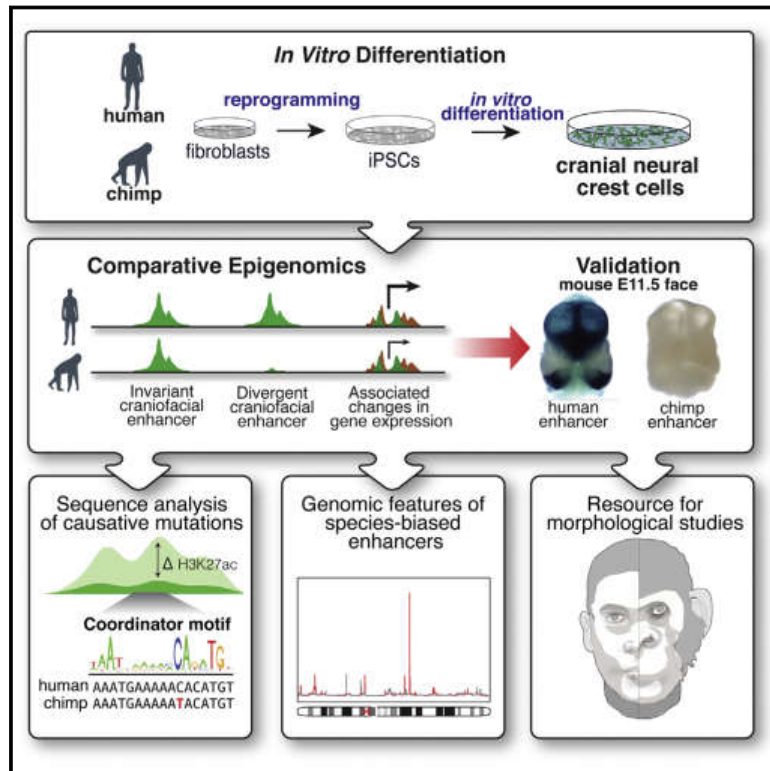 In Vitro Differentiation
human
chimp
fibroblasts
reprogramming
iPSCs
in vitro
differentiation
cranial neural
crest cells
Comparative Epigenomics
Invariant
craniofacial
enhancer
Divergent
craniofacial
enhancer
Associated
changes in
gene expression
Validation
mouse E11.5 face
human
enhancer
chimp
enhancer
Sequence analysis
of causative mutations
Δ H3K27ac
Coordinator motif
human AAATGAAAAACACATGT
chimp AAATGAAAAATACATGT
Genomic features of
species-biased
enhancers
Resource for
morphological studies